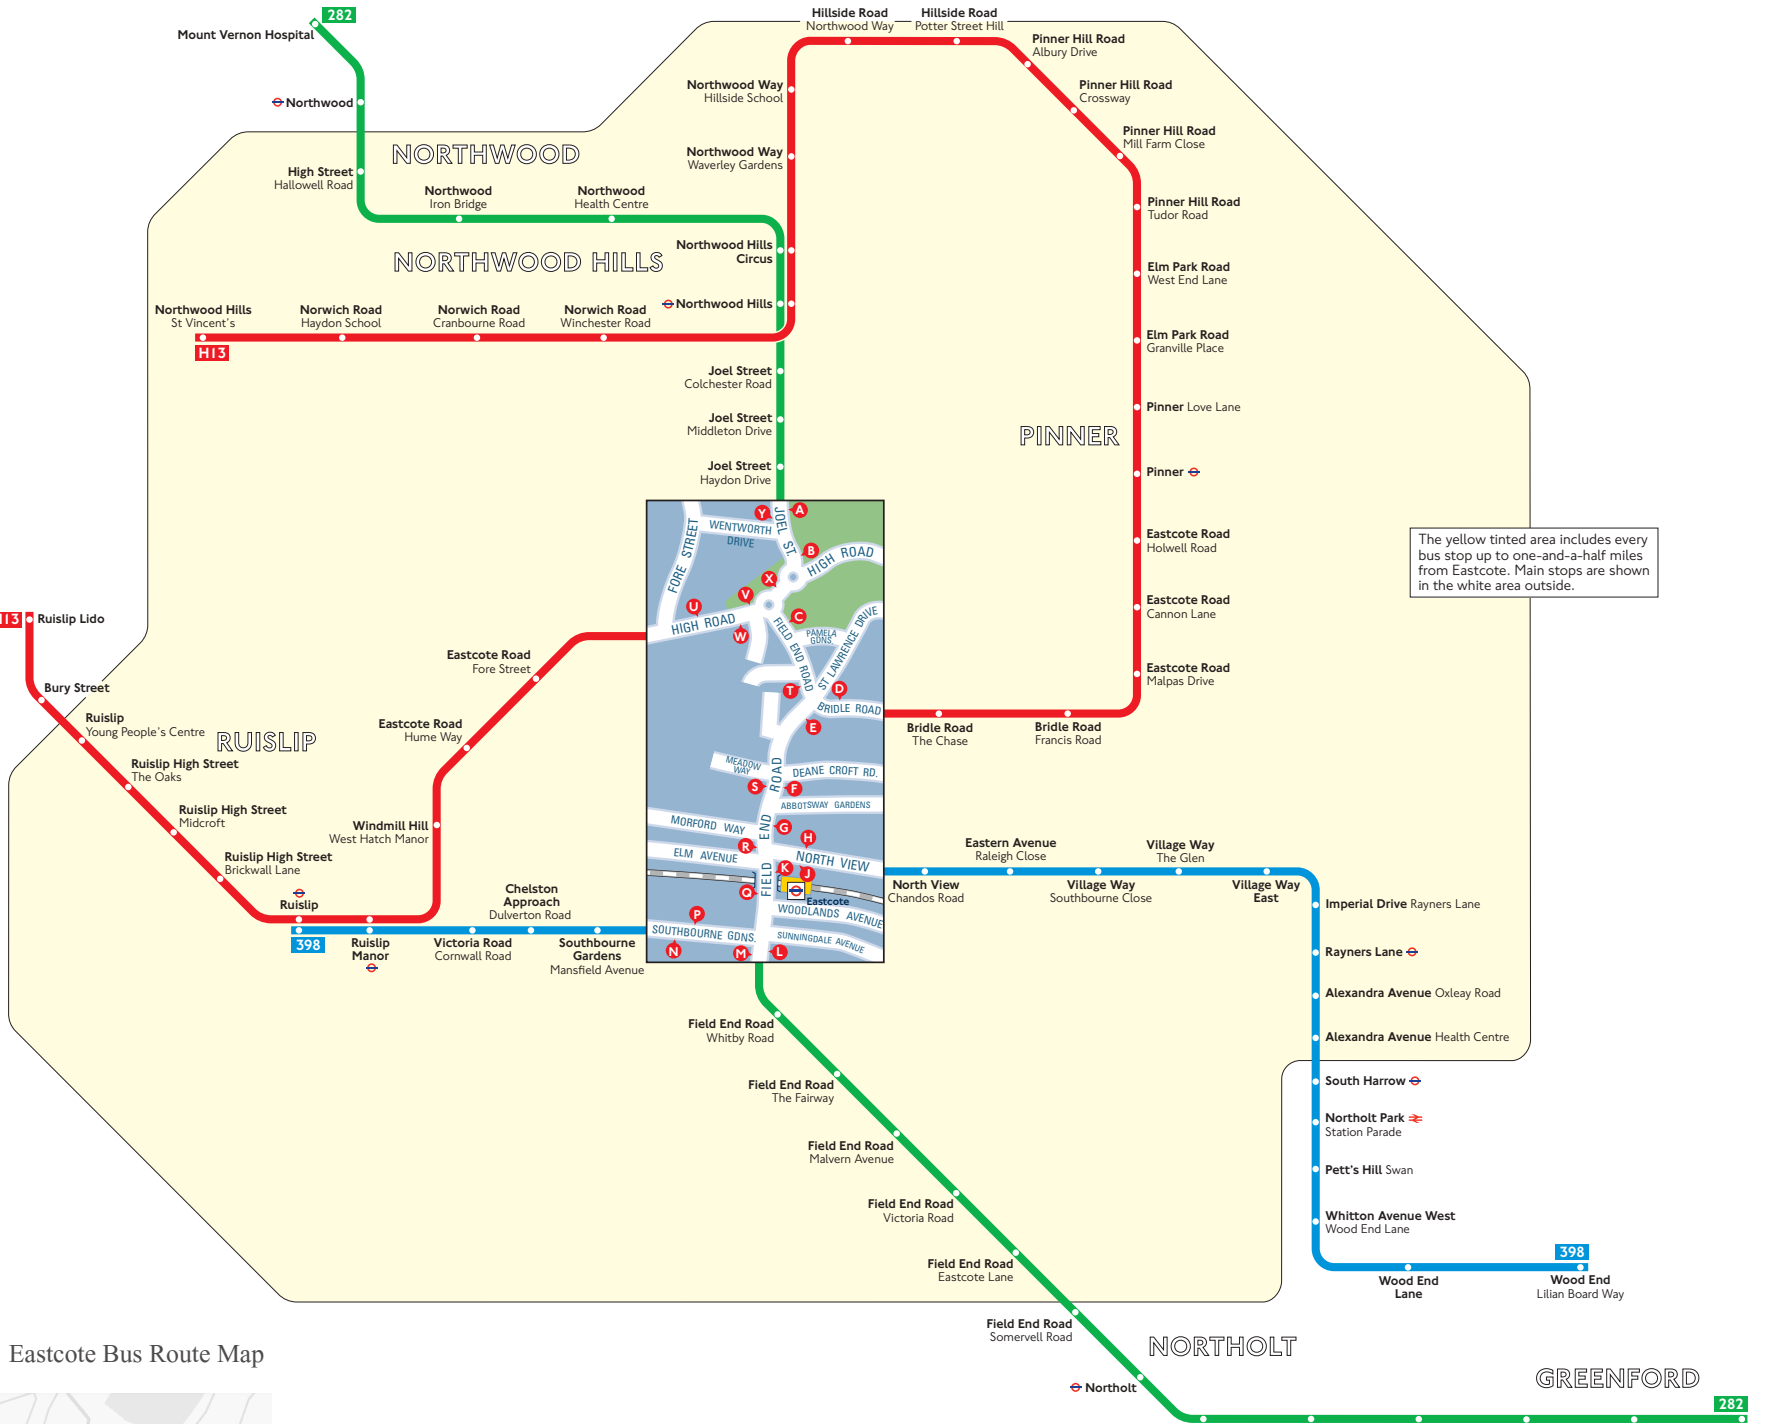 282
Mount Vernon Hospital
Northwood
High Street
Hallowell Road
NORTHWOOD
Northwood
Iron Bridge
Northwood
Health Centre
NORTHWOOD HILLS
Northwood Hills
Circus
Northwood Hills
Northwood Hills
St Vincent's
H13
Norwich Road
Haydon School
Norwich Road
Cranbourne Road
Norwich Road
Winchester Road
Northwood Way
Waverley Gardens
Northwood Way
Hillside School
Hillside Road
Northwood Way
Hillside Road
Potter Street Hill
Pinner Hill Road
Albury Drive
Pinner Hill Road
Crossway
Pinner Hill Road
Mill Farm Close
Pinner Hill Road
Tudor Road
Elm Park Road
West End Lane
Elm Park Road
Granville Place
Pinner Love Lane
PINNER
Pinner
Eastcote Road
Holwell Road
Eastcote Road
Cannon Lane
Eastcote Road
Malpas Drive
Bridle Road
The Chase
Bridle Road
Francis Road
Joel Street
Colchester Road
Joel Street
Middleton Drive
Joel Street
Haydon Drive
The yellow tinted area includes every
bus stop up to one-and-a-half miles
from Eastcote. Main stops are shown
in the white area outside.
Y
A
JOEL ST.
WENTWORTH
DRIVE
FORE STREET
B
HIGH ROAD
X
V
U
C
HIGH ROAD
W
FIELD END ROAD
PAMELA
GDNS.
ST LAWRENCE DRIVE
T
D
BRIDLE ROAD
E
MEADOW
WAY
DEANE CROFT RD.
S
F
ABBOTSWAY GARDENS
MORFORD WAY
G
H
R
ELM AVENUE
NORTH VIEW
K
J
FIELD END ROAD
Q
Eastcote
WOODLANDS AVENUE
P
SOUTHBOURNE GDNS.
SUNNINGDALE AVENUE
N
M
L
113
Ruislip Lido
Bury Street
Ruislip
Young People's Centre
RUISLIP
Ruislip High Street
The Oaks
Ruislip High Street
Midcroft
Ruislip High Street
Brickwall Lane
Ruislip
398
Ruislip
Manor
Windmill Hill
West Hatch Manor
Eastcote Road
Hume Way
Eastcote Road
Fore Street
Victoria Road
Cornwall Road
Chelston
Approach
Dulverton Road
Southbourne
Gardens
Mansfield Avenue
North View
Chandos Road
Eastern Avenue
Raleigh Close
Village Way
Southbourne Close
Village Way
The Glen
Village Way
East
Imperial Drive Rayners Lane
Rayners Lane
Alexandra Avenue Oxleay Road
Alexandra Avenue Health Centre
South Harrow
Northolt Park
Station Parade
Pett's Hill Swan
Whitton Avenue West
Wood End Lane
398
Wood End
Lane
Wood End
Lilian Board Way
Field End Road
Whitby Road
Field End Road
The Fairway
Field End Road
Malvern Avenue
Field End Road
Victoria Road
Field End Road
Eastcote Lane
Field End Road
Somervell Road
NORTHOLT
Northolt
GREENFORD
282
Eastcote Bus Route Map